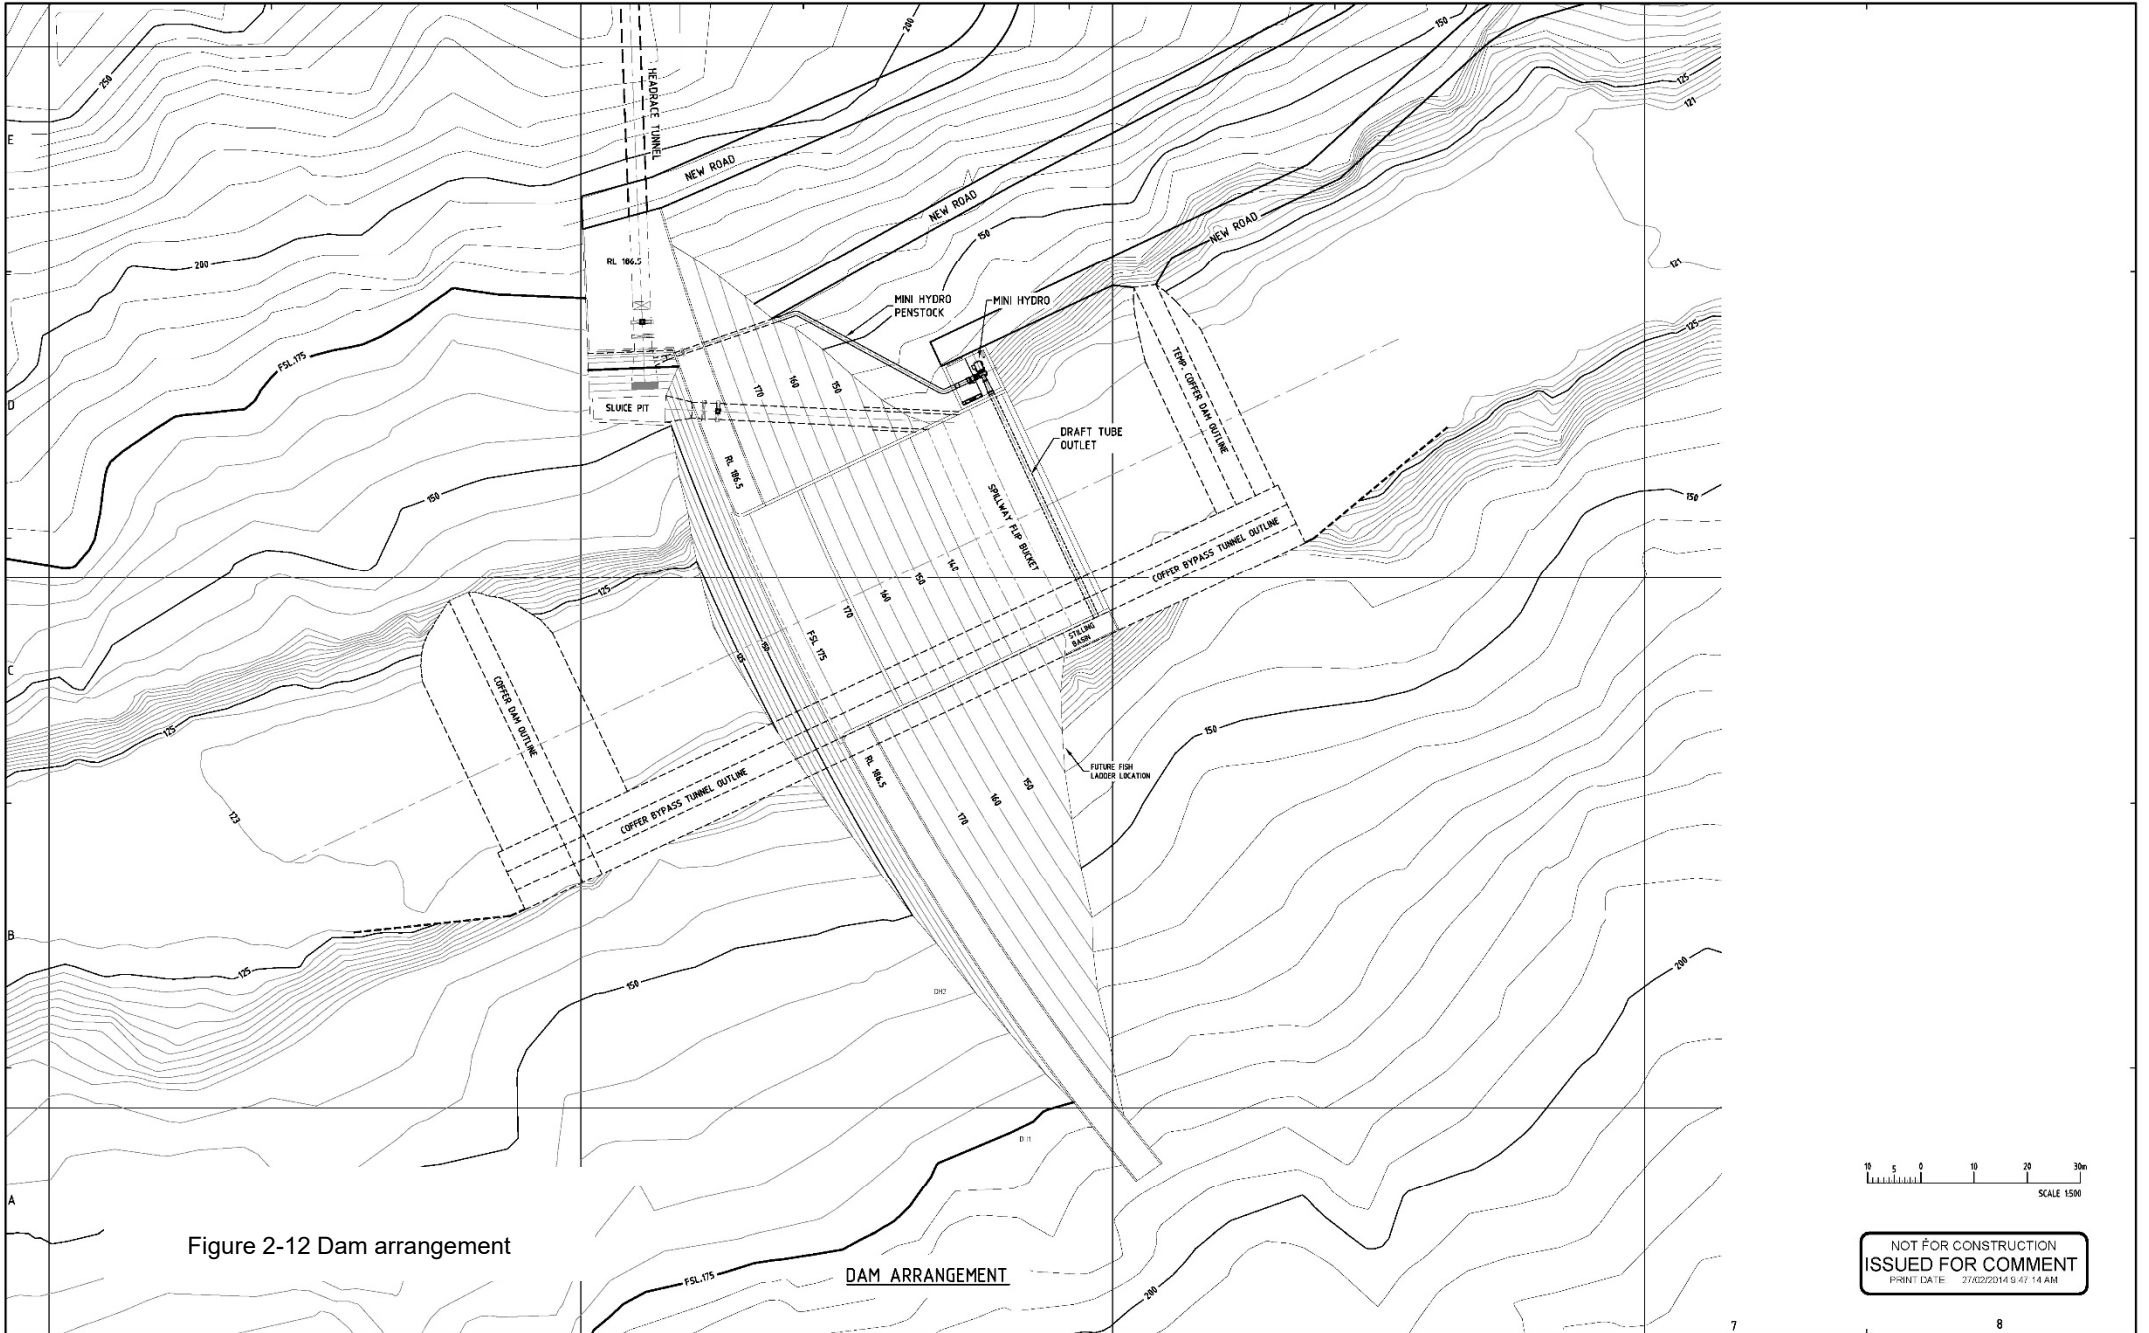 200
150
250
125
121
E
HEADRACE TUNNEL
NEW ROAD
NEW ROAD
NEW ROAD
150
121
200
RL 186.5
MINI HYDRO
PENSTOCK
MINI HYDRO
125
FSL.175
TEMP. COFFER DAM OUTLINE
170
160
150
D
SLUICE PIT
DRAFT TUBE
OUTLET
RL 186.5
150
150
SPILLWAY FLIP BUCKET
COFFER BYPASS TUNNEL OUTLINE
140
150
160
170
125
FSL 175
STILLING
BASIN
125
150
C
COFFER DAM OUTLINE
125
150
RL 186.5
FUTURE FISH
LADDER LOCATION
COFFER BYPASS TUNNEL OUTLINE
150
160
170
123
B
125
150
200
DH2
DH1
10 5 0 10 20 30m
SCALE 1:500
A
Figure 2-12 Dam arrangement
DAM ARRANGEMENT
FSL.175
200
NOT FOR CONSTRUCTION
ISSUED FOR COMMENT
PRINT DATE: 27/02/2014 9:47:14 AM
7
8